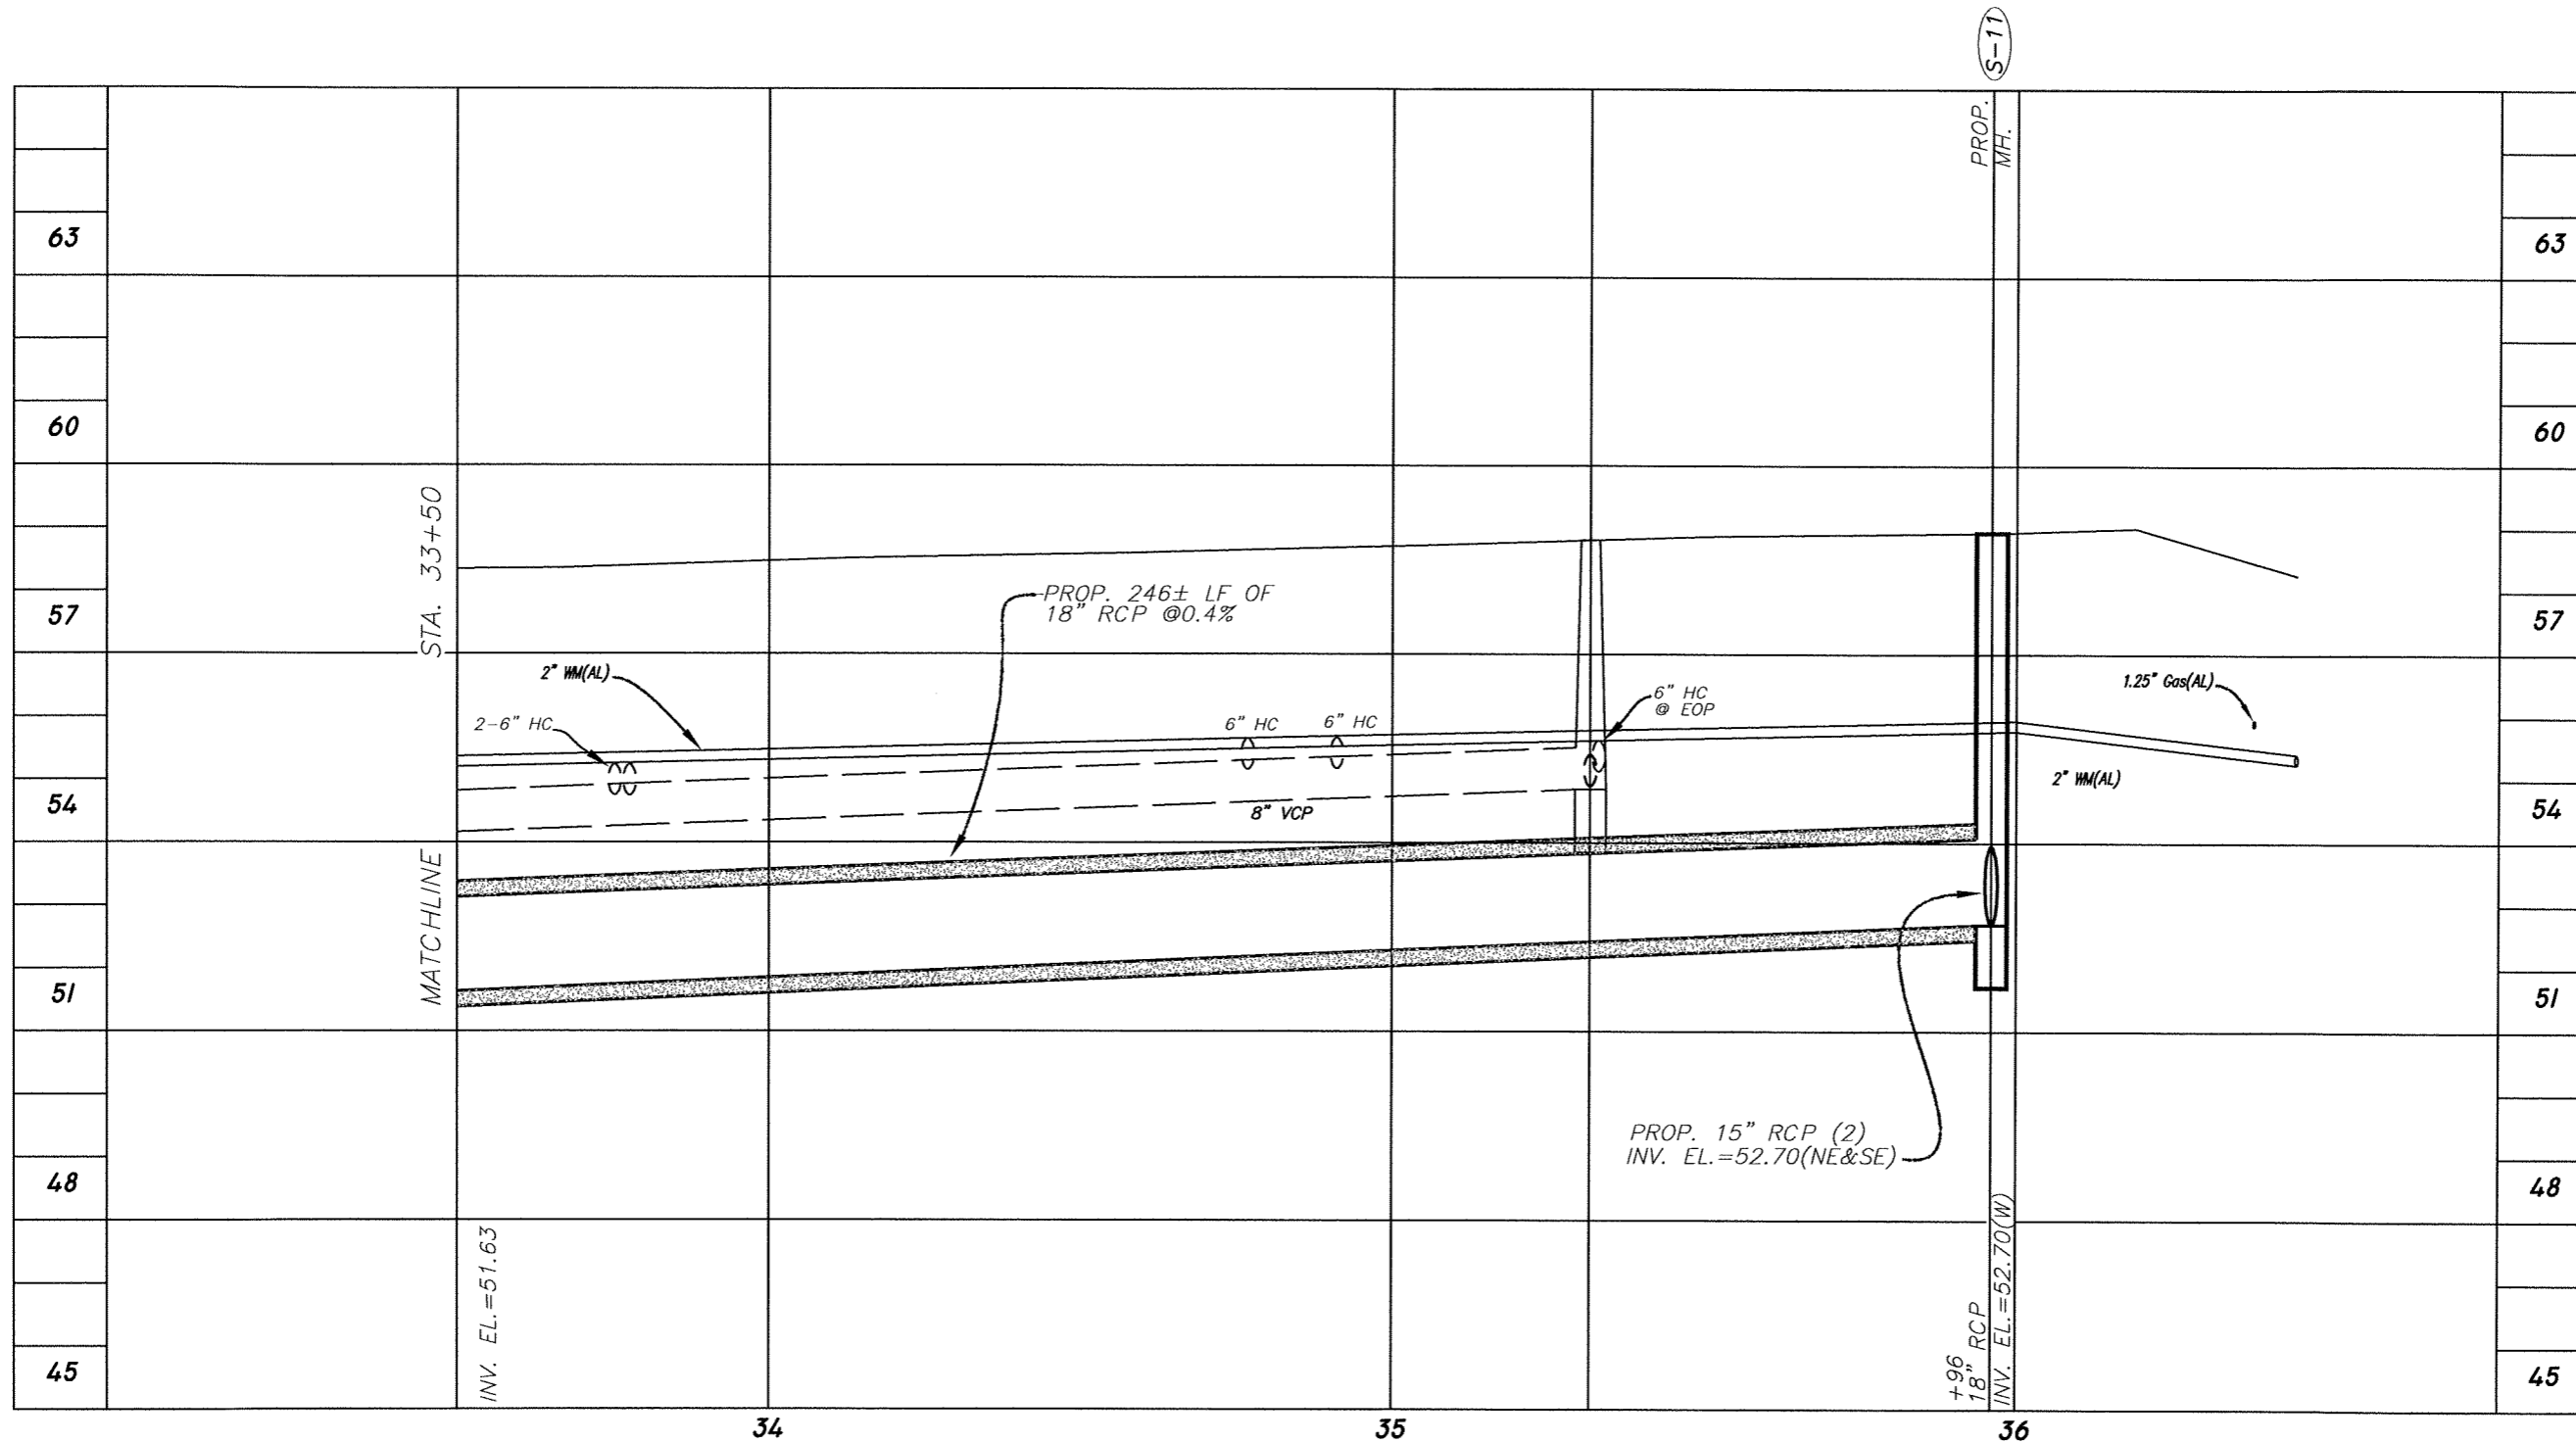 S-11
PROP.
MH.
63
63
60
60
STA. 33+50
57
57
PROP. 246± LF OF
18" RCP @0.4%
2" WM(AL)
2-6" HC
6" HC
6" HC
6" HC
@ EOP
1.25" Gas(AL)
2" WM(AL)
8" VCP
54
54
MATCHLINE
51
51
PROP. 15" RCP (2)
INV. EL.=52.70(NE&SE)
48
48
INV. EL.=51.63
+96
18" RCP
INV. EL.=52.70(W)
45
45
34
35
36